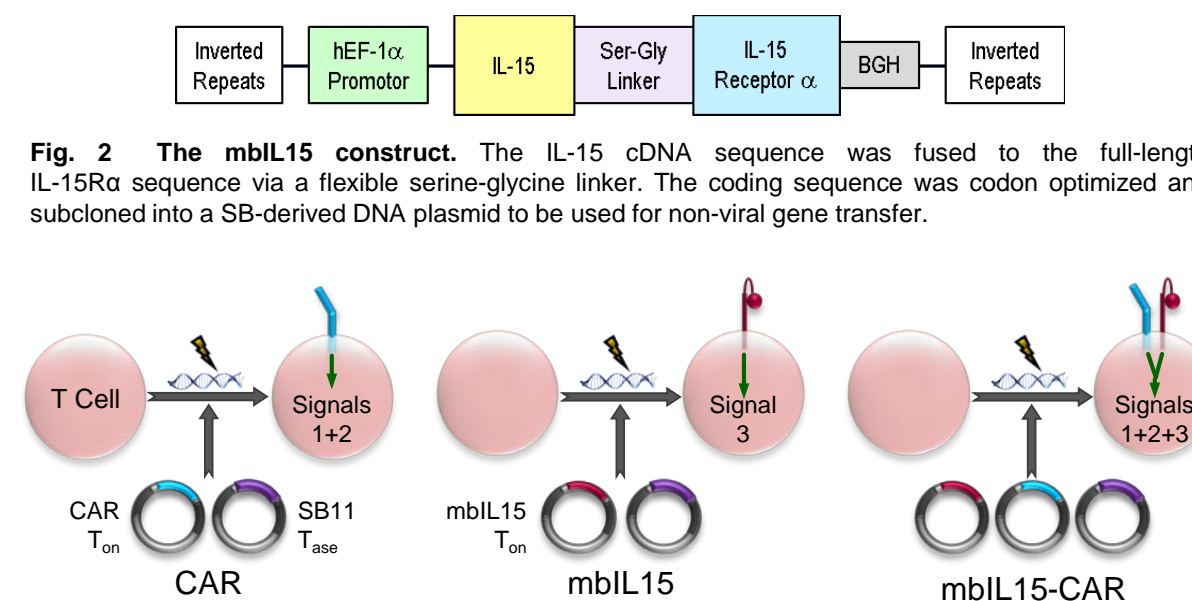 Inverted Repeats
hEF-1α Promotor
IL-15
Ser-Gly Linker
IL-15 Receptor α
BGH
Inverted Repeats
Fig. 2 The mbIL15 construct. The IL-15 cDNA sequence was fused to the full-lengt
IL-15Rα sequence via a flexible serine-glycine linker. The coding sequence was codon optimized an
subcloned into a SB-derived DNA plasmid to be used for non-viral gene transfer.
T Cell
Signals
1+2
CAR
Ton
SB11
Tase
CAR
Signal
3
mbIL15
Ton
mbIL15
Signals
1+2+3
mbIL15-CAR